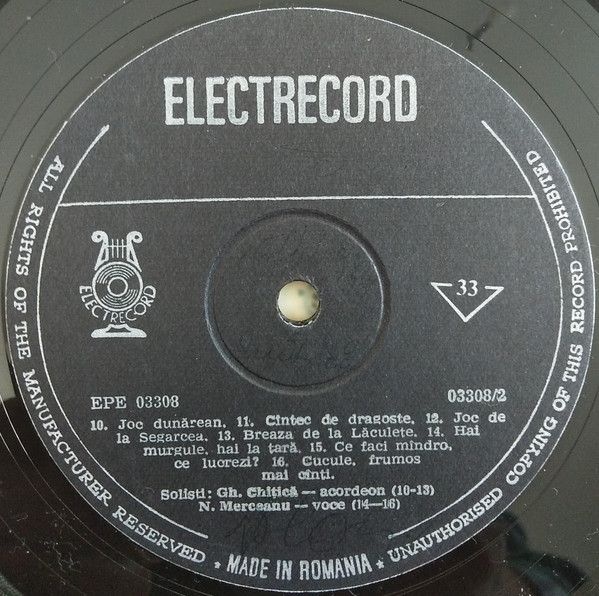 ELECTRECORD
ELECTRECORD
33
EPE 03308
03308/2
10. Joc dunărean, 11. Cîntec de dragoste, 12. Joc de
la Segarcea, 13. Breaza de la Lăculețe, 14. Hai
murgule, hai la țară, 15. Ce faci mîndro,
ce lucrezi? 16. Cucule, frumos
mai cînți.
Soliști: Gh. Chițică — acordeon (10-13)
N. Merceanu — voce (14—16)
ALL RIGHTS OF THE MANUFACTURER RESERVED ★ MADE IN ROMANIA ★ UNAUTHORISED COPYING OF THIS RECORD PROHIBITED